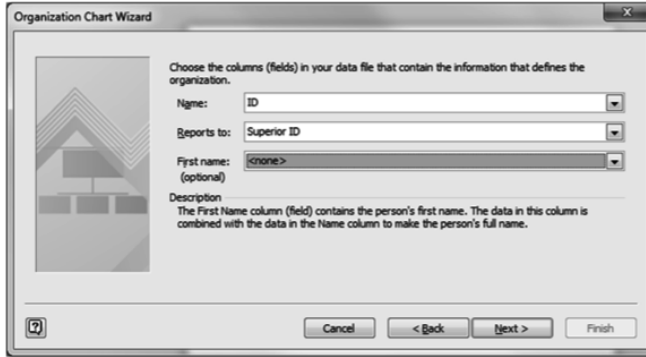 Organization Chart Wizard
X
Choose the columns (fields) in your data file that contain the information that defines the
organization.
Name: ID
Reports to: Superior ID
First name: <none>
(optional)
Description
The First Name column (field) contains the person's first name. The data in this column is
combined with the data in the Name column to make the person's full name.
?
Cancel < Back Next > Finish